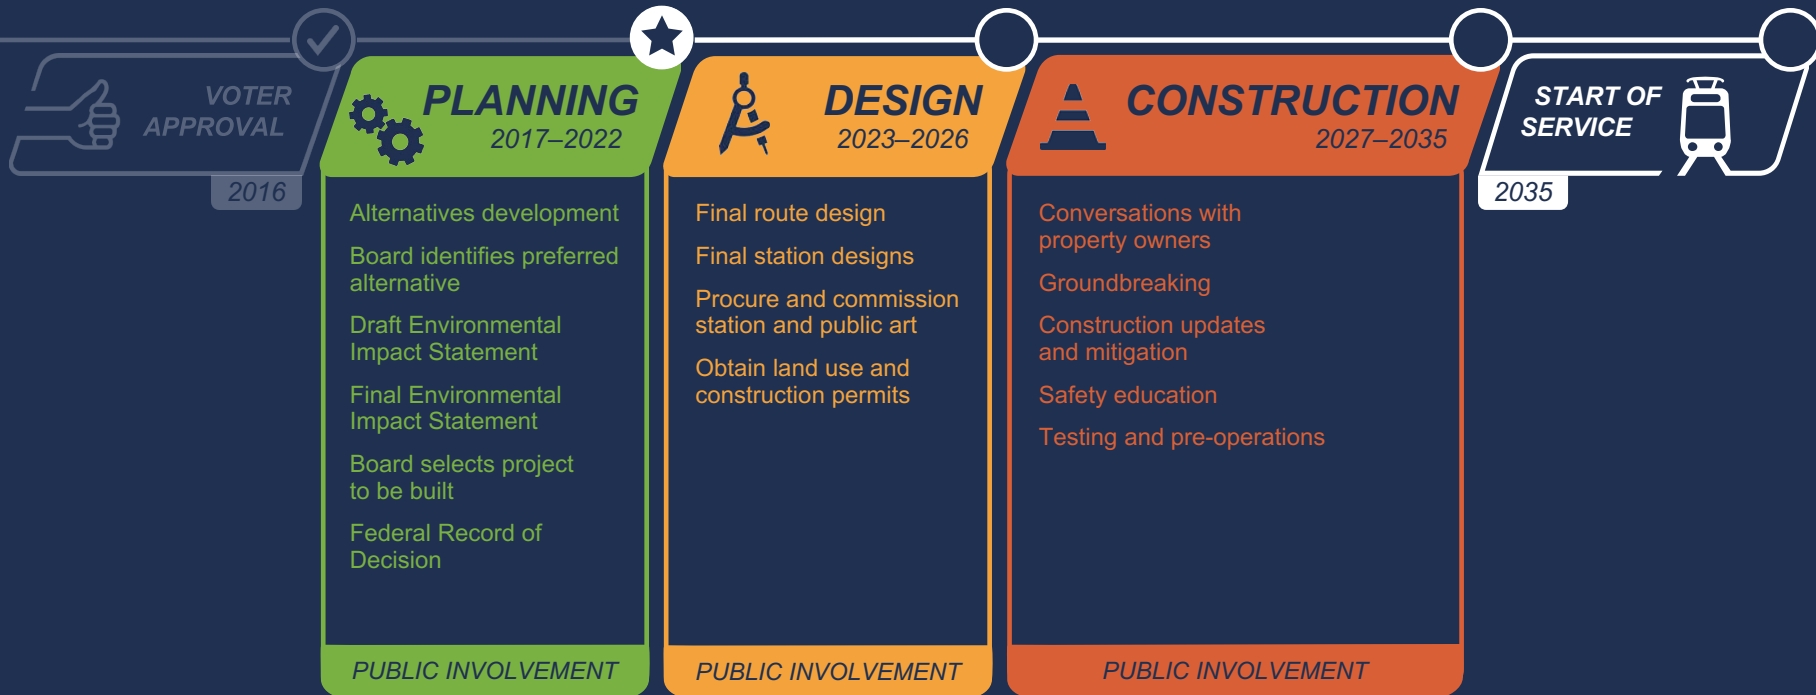 VOTER
APPROVAL
2016
PLANNING
2017–2022
Alternatives development
Board identifies preferred
alternative
Draft Environmental
Impact Statement
Final Environmental
Impact Statement
Board selects project
to be built
Federal Record of
Decision
PUBLIC INVOLVEMENT
DESIGN
2023–2026
Final route design
Final station designs
Procure and commission
station and public art
Obtain land use and
construction permits
PUBLIC INVOLVEMENT
CONSTRUCTION
2027–2035
Conversations with
property owners
Groundbreaking
Construction updates
and mitigation
Safety education
Testing and pre-operations
PUBLIC INVOLVEMENT
START OF
SERVICE
2035